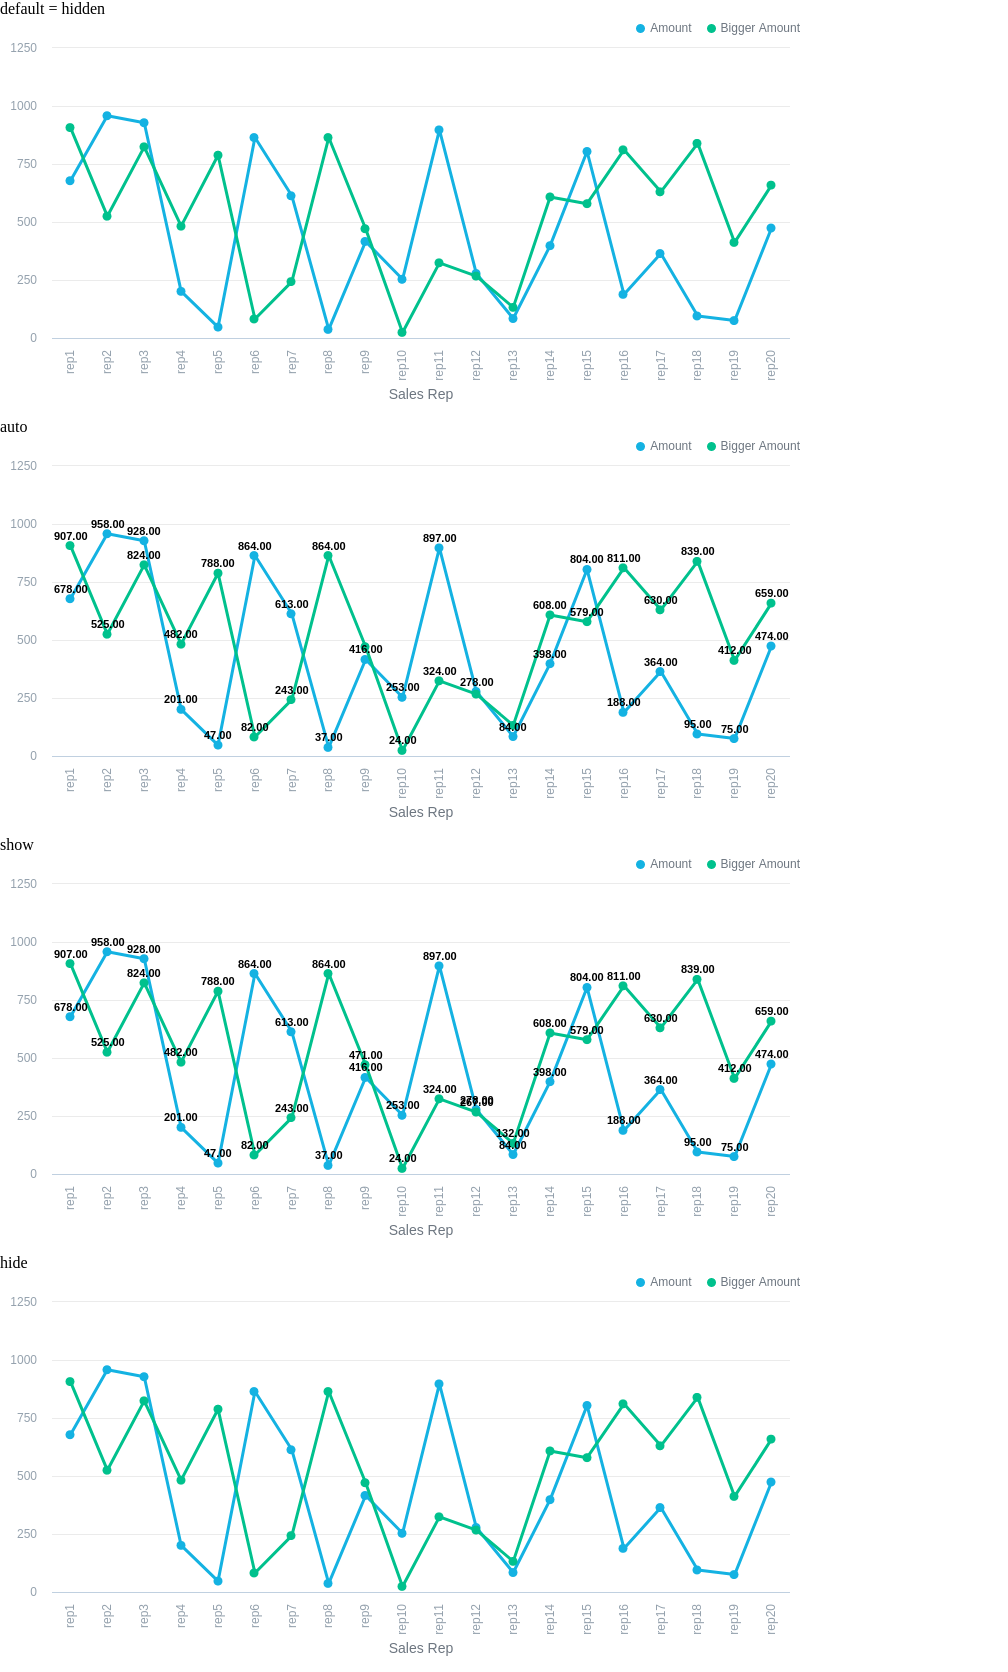 default = hidden
Amount Bigger Amount
1250
1000
750
500
250
0
rep1 rep2 rep3 rep4 rep5 rep6 rep7 rep8 rep9 rep10 rep11 rep12 rep13 rep14 rep15 rep16 rep17 rep18 rep19 rep20
Sales Rep
auto
Amount Bigger Amount
1250
1000
958.00 928.00
907.00 864.00 864.00 897.00
824.00 788.00 804.00 811.00 839.00
750
678.00 613.00 608.00 579.00 630.00 659.00
525.00 482.00 474.00
500
416.00 398.00 412.00
324.00 364.00
250
201.00 243.00 253.00 278.00 188.00
47.00 82.00 37.00 24.00 84.00 95.00 75.00
0
rep1 rep2 rep3 rep4 rep5 rep6 rep7 rep8 rep9 rep10 rep11 rep12 rep13 rep14 rep15 rep16 rep17 rep18 rep19 rep20
Sales Rep
show
Amount Bigger Amount
1250
1000
958.00 928.00
907.00 864.00 864.00 897.00
824.00 788.00 804.00 811.00 839.00
750
678.00 613.00 608.00 579.00 630.00 659.00
525.00 482.00 471.00 474.00
500
416.00 398.00 412.00
324.00 364.00
250
201.00 243.00 253.00 188.00
132.00
47.00 82.00 37.00 24.00 84.00 95.00 75.00
0
rep1 rep2 rep3 rep4 rep5 rep6 rep7 rep8 rep9 rep10 rep11 rep12 rep13 rep14 rep15 rep16 rep17 rep18 rep19 rep20
Sales Rep
hide
Amount Bigger Amount
1250
1000
750
500
250
0
rep1 rep2 rep3 rep4 rep5 rep6 rep7 rep8 rep9 rep10 rep11 rep12 rep13 rep14 rep15 rep16 rep17 rep18 rep19 rep20
Sales Rep